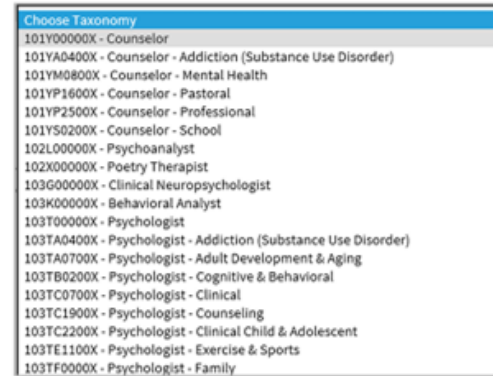 Choose Taxonomy
101Y00000X - Counselor
101YA0400X - Counselor - Addiction (Substance Use Disorder)
101YM0800X - Counselor - Mental Health
101YP1600X - Counselor - Pastoral
101YP2500X - Counselor - Professional
101YS0200X - Counselor - School
102L00000X - Psychoanalyst
102X00000X - Poetry Therapist
103G00000X - Clinical Neuropsychologist
103K00000X - Behavioral Analyst
103T00000X - Psychologist
103TA0400X - Psychologist - Addiction (Substance Use Disorder)
103TA0700X - Psychologist - Adult Development & Aging
103TB0200X - Psychologist - Cognitive & Behavioral
103TC0700X - Psychologist - Clinical
103TC1900X - Psychologist - Counseling
103TC2200X - Psychologist - Clinical Child & Adolescent
103TE1100X - Psychologist - Exercise & Sports
103TF0000X - Psychologist - Family